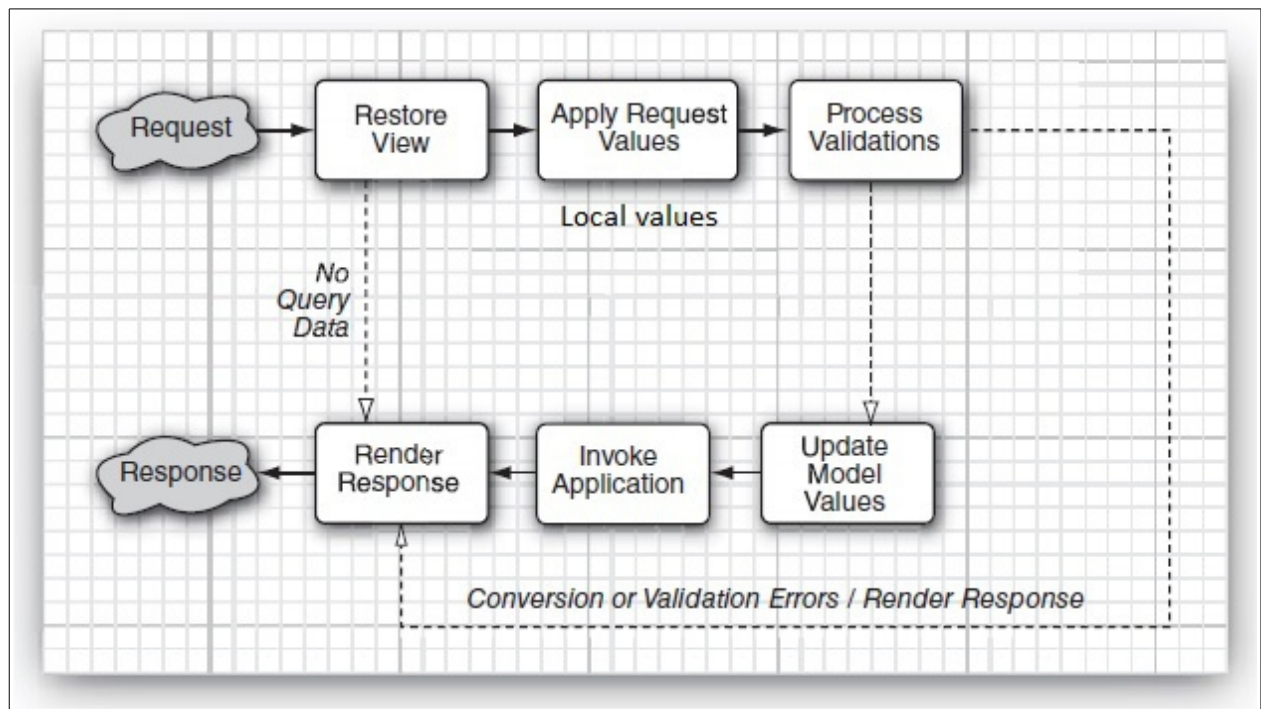 Request
Restore
View
Apply Request
Values
Process
Validations
Local values
No
Query
Data
Response
Render
Response
Invoke
Application
Update
Model
Values
Conversion or Validation Errors / Render Response